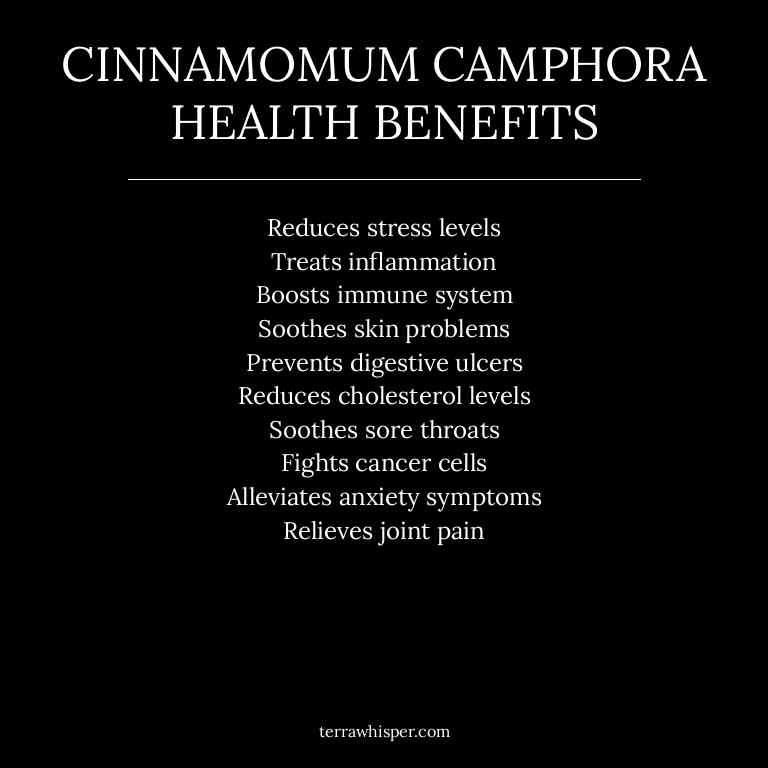 CINNAMOMUM CAMPHORA
HEALTH BENEFITS
Reduces stress levels
Treats inflammation
Boosts immune system
Soothes skin problems
Prevents digestive ulcers
Reduces cholesterol levels
Soothes sore throats
Fights cancer cells
Alleviates anxiety symptoms
Relieves joint pain
terrawhisper.com